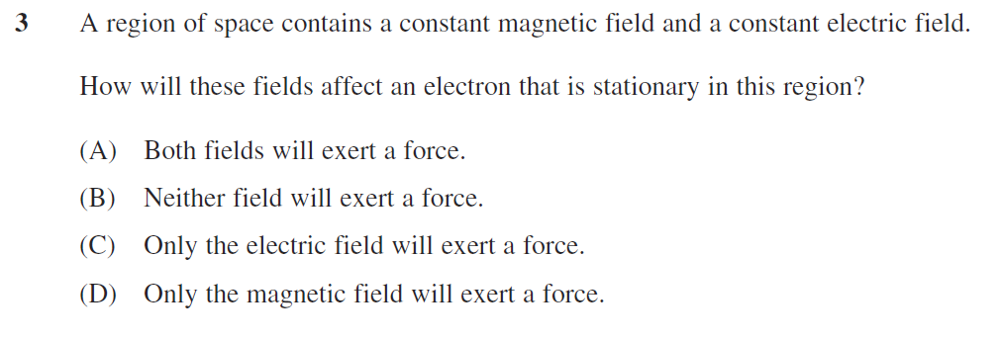 3 A region of space contains a constant magnetic field and a constant electric field.
How will these fields affect an electron that is stationary in this region?
(A) Both fields will exert a force.
(B) Neither field will exert a force.
(C) Only the electric field will exert a force.
(D) Only the magnetic field will exert a force.